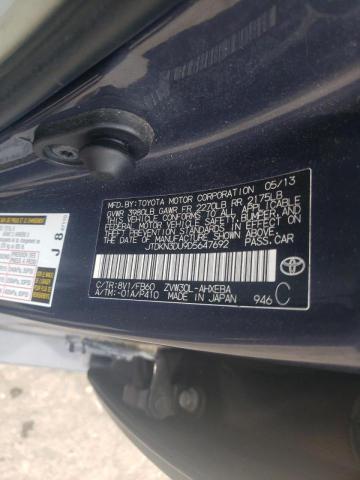 MFD. BY: TOYOTA MOTOR CORPORATION 05/13
GVWR 3980LB GAWR FR 2270LB RR 2175LB
THIS VEHICLE CONFORMS TO ALL APPLICABLE
FEDERAL MOTOR VEHICLE SAFETY, BUMPER, AND
THEFT PREVENTION STANDARDS IN EFFECT ON
THE DATE OF MANUFACTURE SHOWN ABOVE.
JTDKN3DU9D5647692 PASS. CAR
C/TR: 8V1/FB60 ZVW30L-AHXEBA
A/TM: -01A/P410 MADE IN JAPAN 946 C
J 8